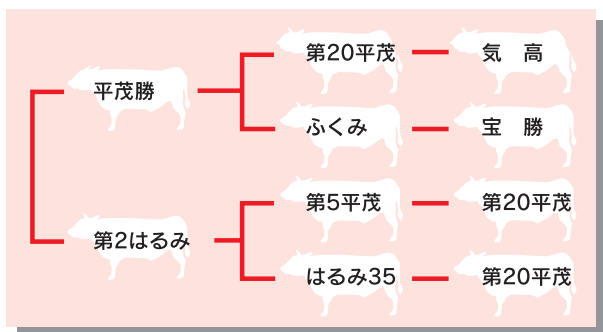 平茂勝
第20平茂
気 高
ふくみ
宝 勝
第2はるみ
第5平茂
第20平茂
はるみ35
第20平茂